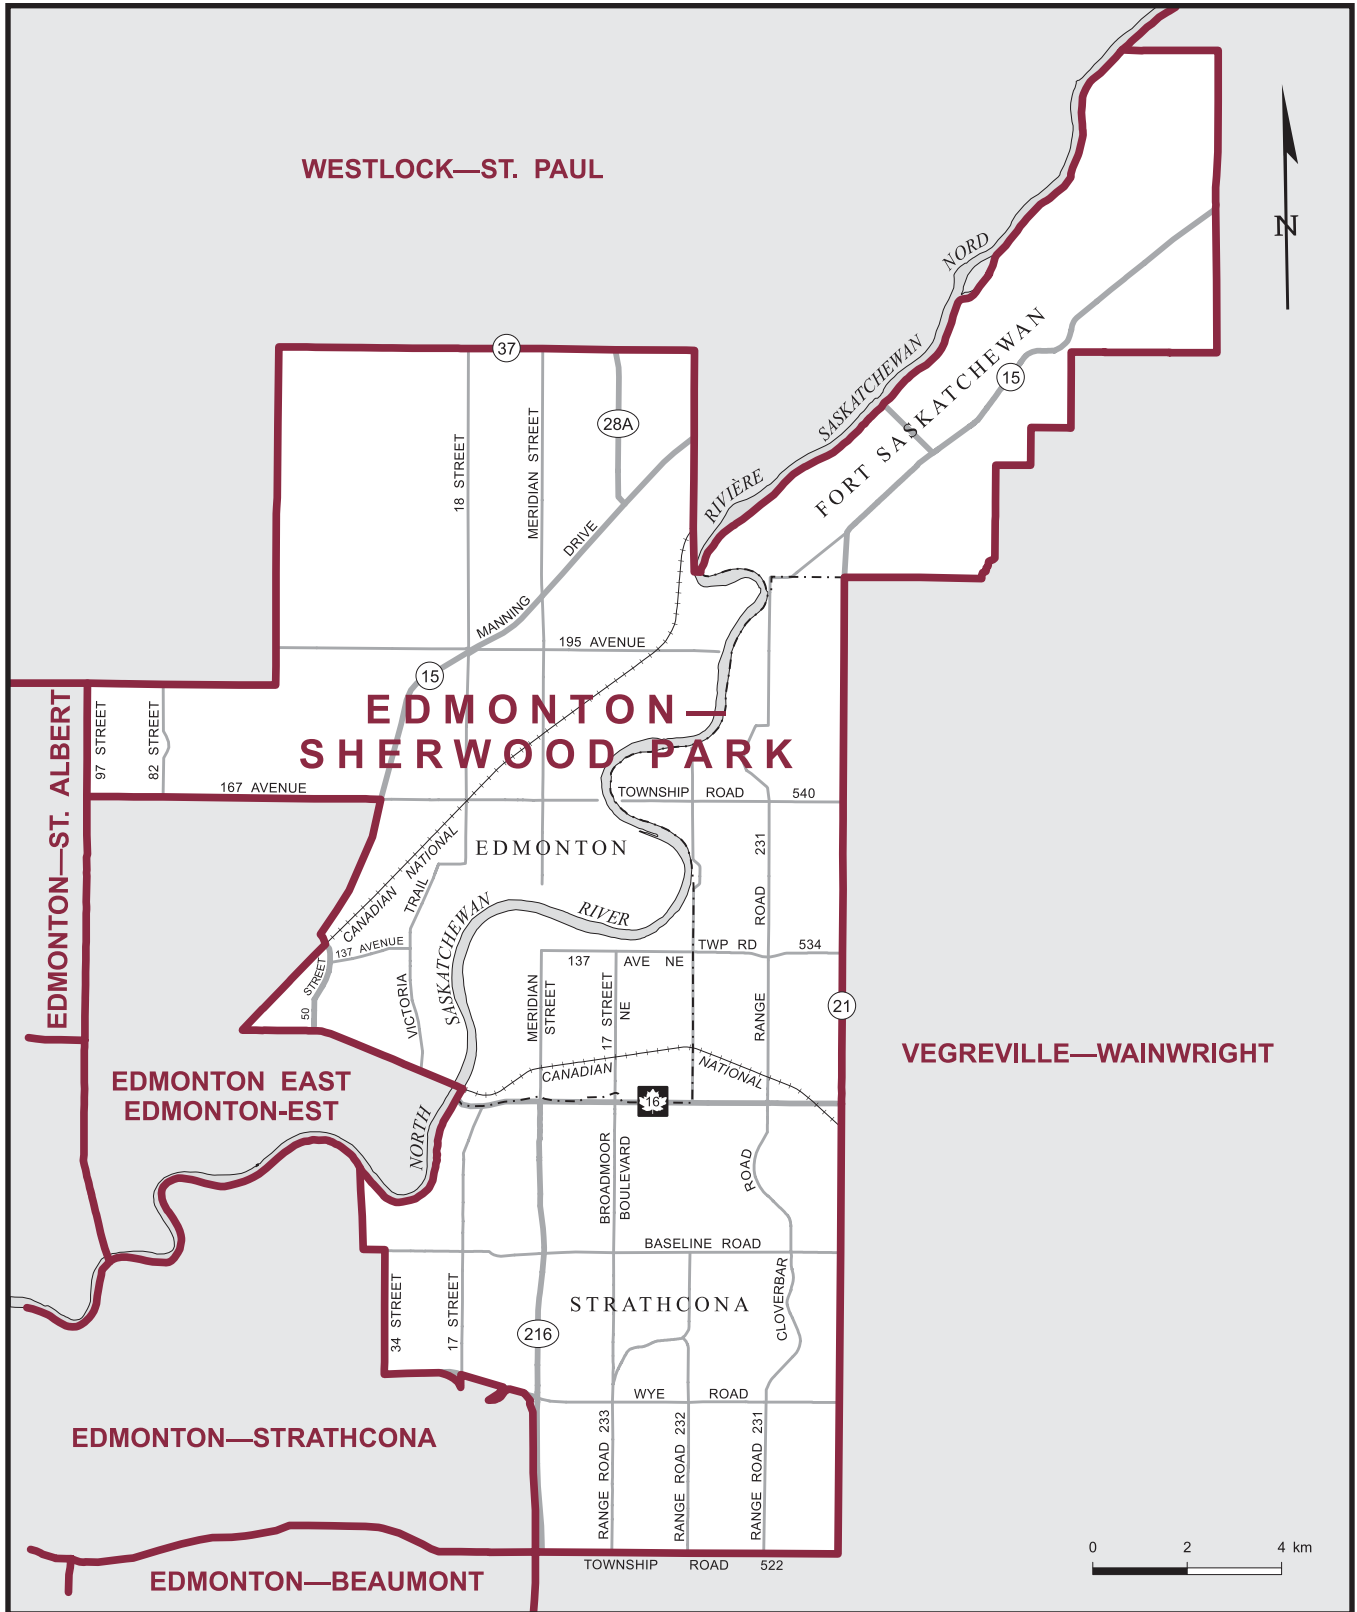 WESTLOCK—ST. PAUL
N
NORD
SASKATCHEWAN
RIVIÈRE
FORT SASKATCHEWAN
15
37
28A
18 STREET
MERIDIAN STREET
MANNING
DRIVE
195 AVENUE
15
EDMONTON—
SHERWOOD PARK
EDMONTON—ST. ALBERT
97 STREET
82 STREET
167 AVENUE
TOWNSHIP ROAD 540
EDMONTON
CANADIAN NATIONAL
TRAIL
VICTORIA
137 AVENUE
50 STREET
SASKATCHEWAN
RIVER
NORTH
137 AVE NE
TWP RD 534
MERIDIAN
STREET
17 STREET
NE
RANGE ROAD 231
21
VEGREVILLE—WAINWRIGHT
CANADIAN
NATIONAL
16
EDMONTON EAST
EDMONTON-EST
BROADMOOR
BOULEVARD
ROAD
CLOVERBAR
BASELINE ROAD
STRATHCONA
34 STREET
17 STREET
216
WYE ROAD
EDMONTON—STRATHCONA
RANGE ROAD 233
RANGE ROAD 232
RANGE ROAD 231
TOWNSHIP ROAD 522
EDMONTON—BEAUMONT
0 2 4 km